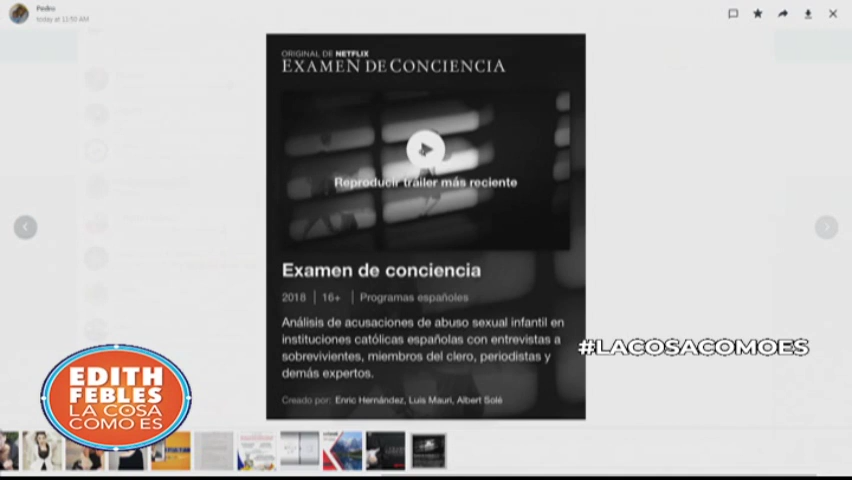 Pedro
today at 11:50 AM
ORIGINAL DE NETFLIX
EXAMEN DE CONCIENCIA
Reproducir tráiler más reciente
Examen de conciencia
2018 | 16+ | Programas españoles
Análisis de acusaciones de abuso sexual infantil en
instituciones católicas españolas con entrevistas a
sobrevivientes, miembros del clero, periodistas y
demás expertos.
Creado por: Enric Hernández, Luis Mauri, Albert Solé
#LACOSACOMOES
EDITH
FEBLES
LA COSA
COMO ES